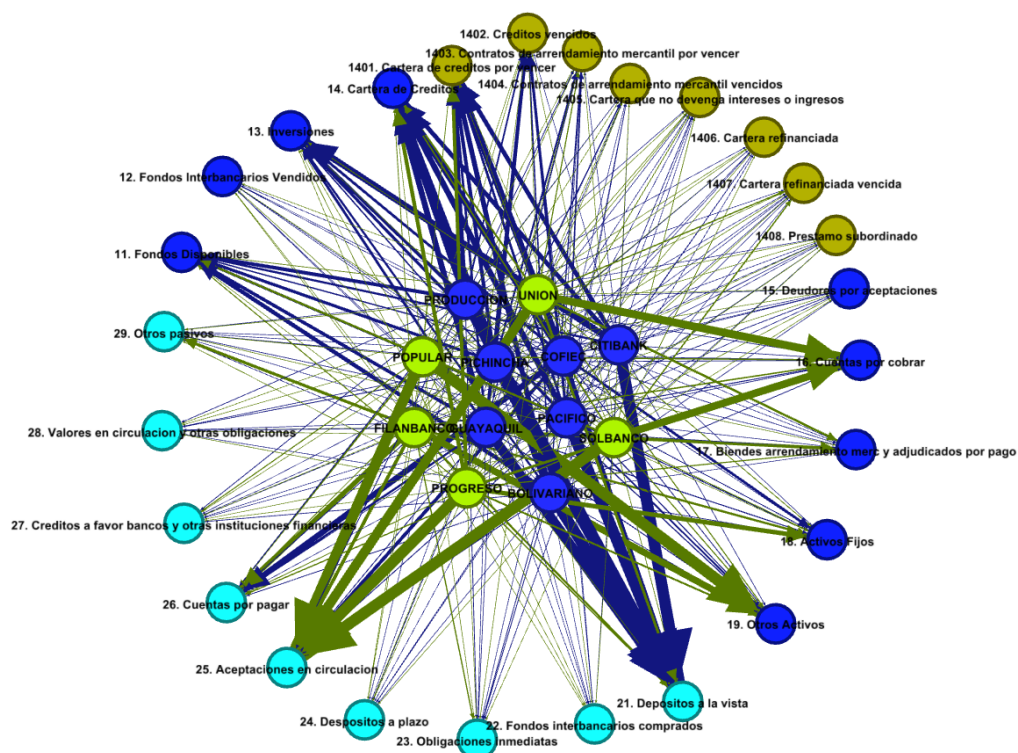 1402. Creditos vencidos
1403. Contratos de arrendamiento mercantil por vencer
1401. Cartera de creditos por vencer
1404. Contratos de arrendamiento mercantil vencidos
14. Cartera de Creditos
1405. Cartera que no devenga intereses o ingresos
13. Inversiones
1406. Cartera refinanciada
12. Fondos Interbancarios Vendidos
1407. Cartera refinanciada vencida
1408. Prestamo subordinado
11. Fondos Disponibles
15. Deudores por aceptaciones
PRODUCCION
UNION
29. Otros pasivos
CITIBANK
POPULAR
PICHINCHA
COFIEC
16. Cuentas por cobrar
PACIFICO
FILANBANCO
GUAYAQUIL
28. Valores en circulacion y otras obligaciones
SOLBANCO
17. Biendes arrendamiento merc y adjudicados por pago
PROGRESO
BOLIVARIANO
27. Creditos a favor bancos y otras instituciones financieras
18. Activos Fijos
26. Cuentas por pagar
19. Otros Activos
25. Aceptaciones en circulacion
21. Depositos a la vista
24. Despositos a plazo
22. Fondos interbancarios comprados
23. Obligaciones inmediatas